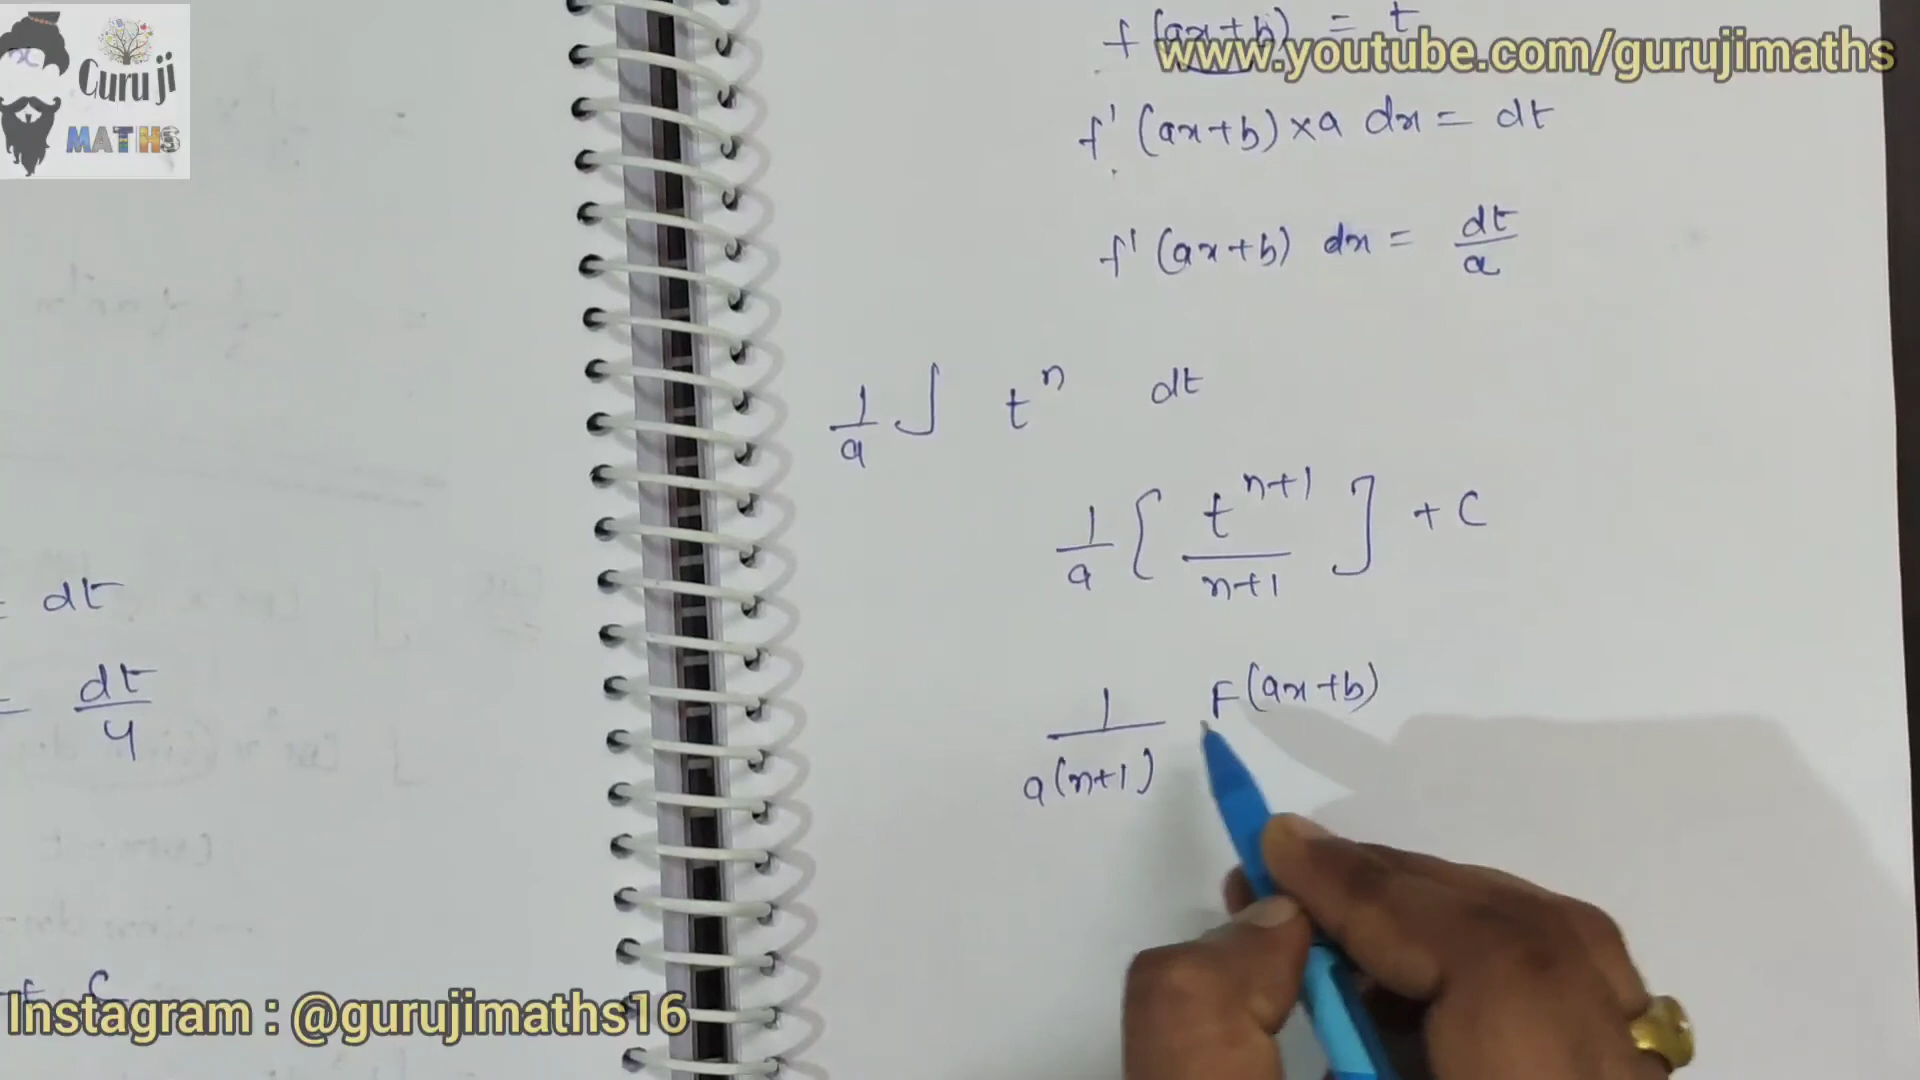 Guru ji
MATHS
www.youtube.com/gurujimaths
f (ax+b) = t
f' (ax+b) × a dx = dt
f' (ax+b) dx = dt/a
1/a ∫ t^n dt
1/a [ t^(n+1)/(n+1) ] + C
1/(a(n+1)) F(ax+b)
= dt
= dt/4
+ C
Instagram : @gurujimaths16